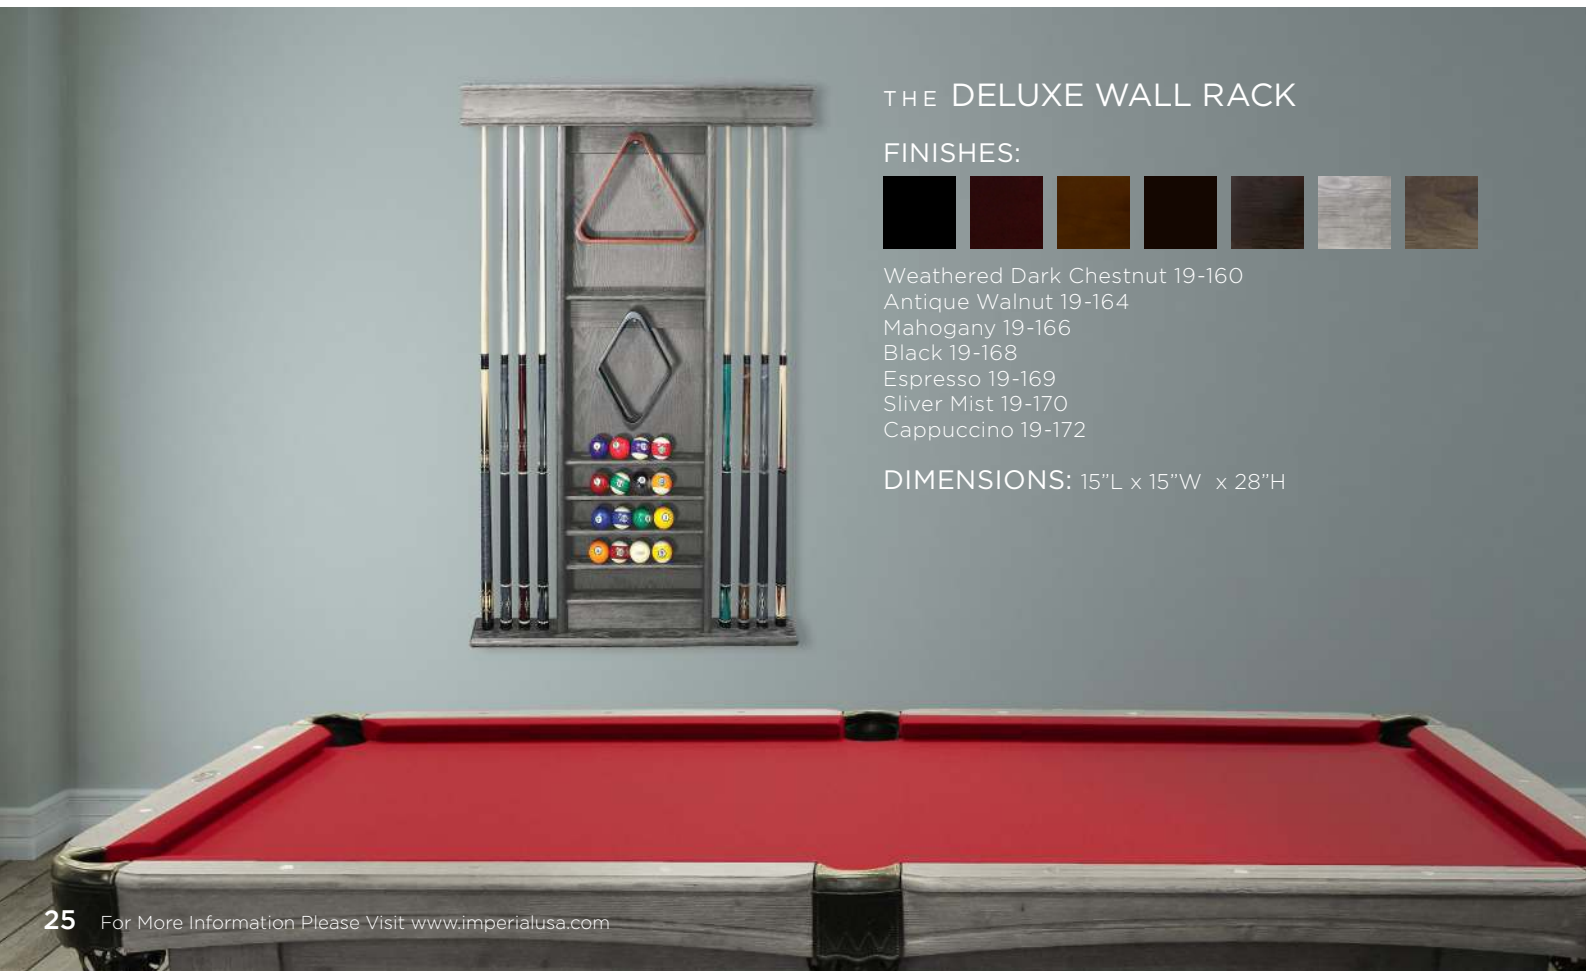 THE DELUXE WALL RACK
FINISHES:
Weathered Dark Chestnut 19-160
Antique Walnut 19-164
Mahogany 19-166
Black 19-168
Espresso 19-169
Sliver Mist 19-170
Cappuccino 19-172
DIMENSIONS: 15”L x 15”W x 28”H
25 For More Information Please Visit www.imperialusa.com